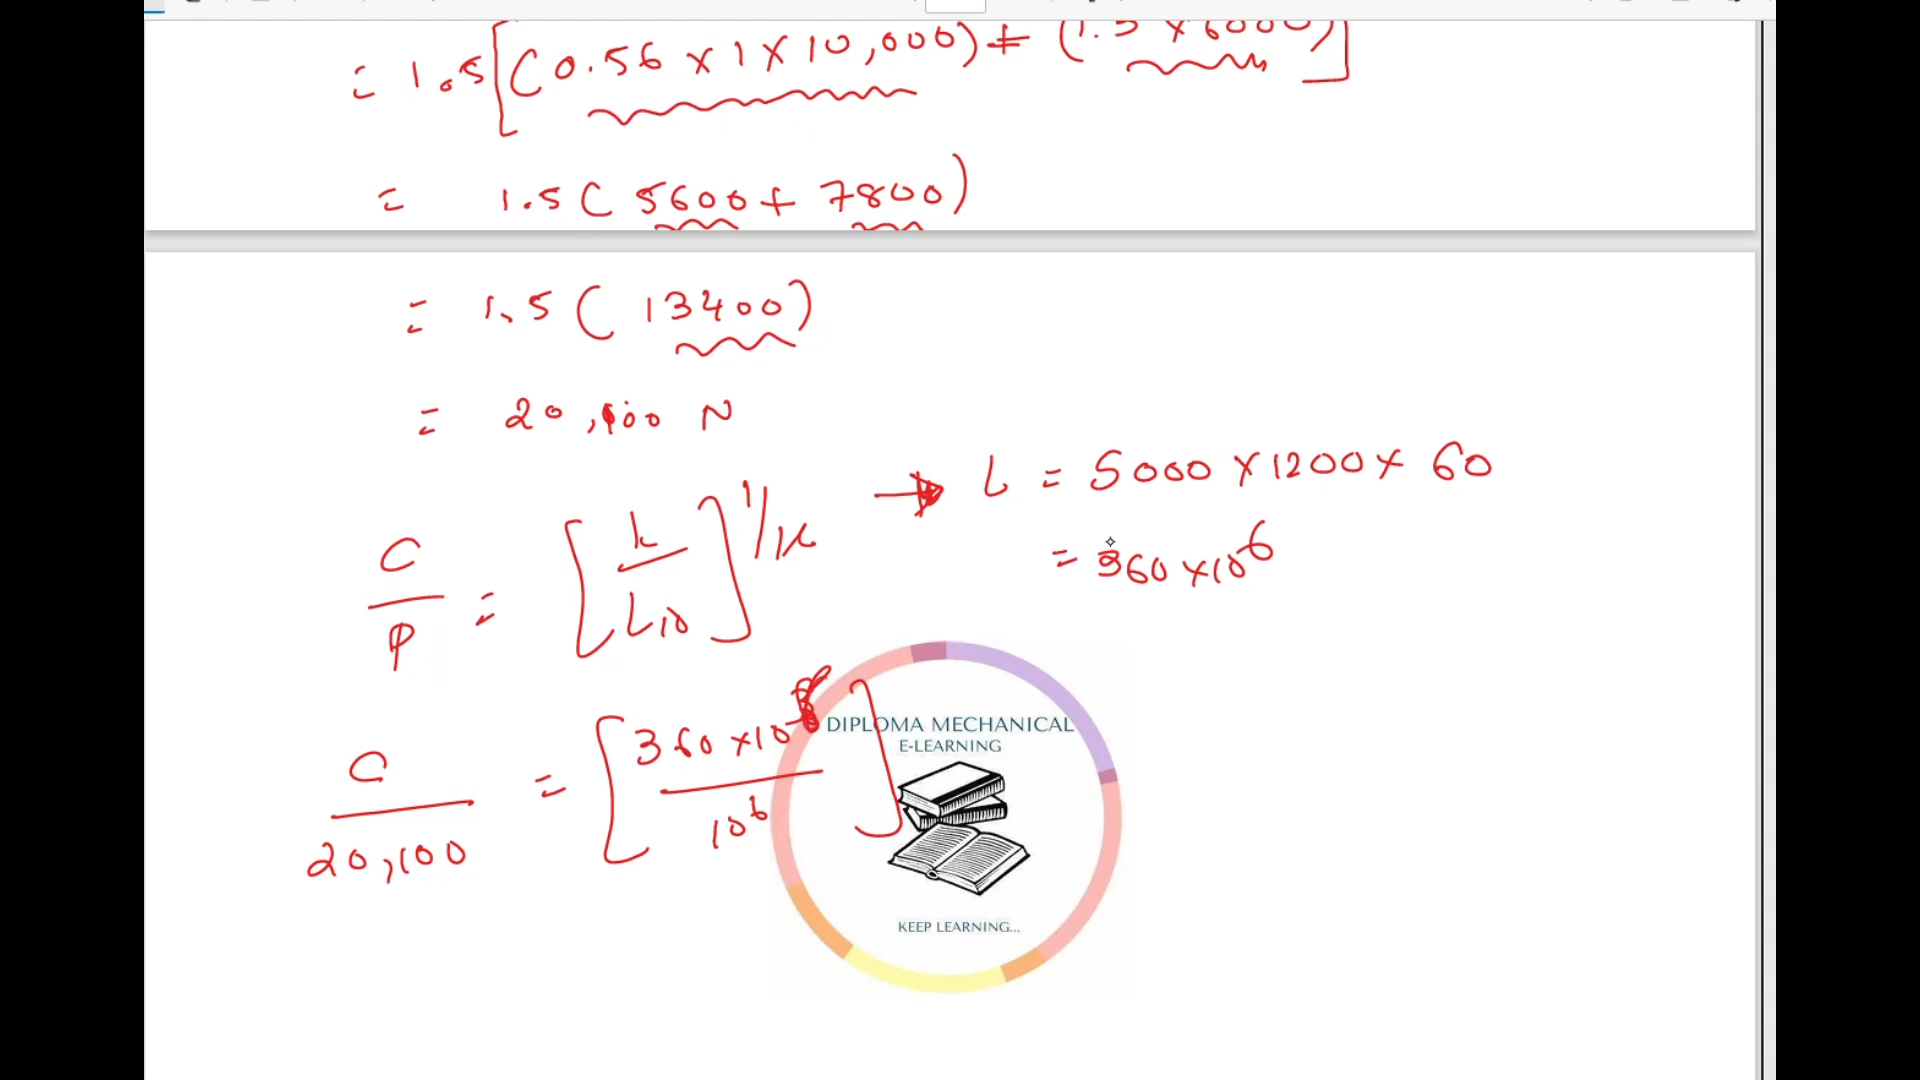 = 1.5[(0.56 × 1 × 10,000) + (1.3 × 6000)]
= 1.5(5600 + 7800)
= 1.5(13400)
= 20,100 N
C/P = [L/L10]^1/k → L = 5000 × 1200 × 60
= 360 × 10^6
C/20,100 = [360 × 10^6/10^6]
DIPLOMA MECHANICAL
E-LEARNING
KEEP LEARNING...